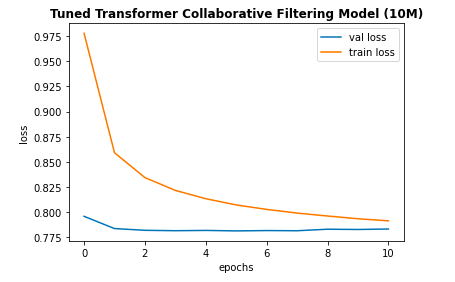 Tuned Transformer Collaborative Filtering Model (10M)
val loss
train loss
0.975
0.950
0.925
0.900
0.875
0.850
0.825
0.800
0.775
loss
0 2 4 6 8 10
epochs